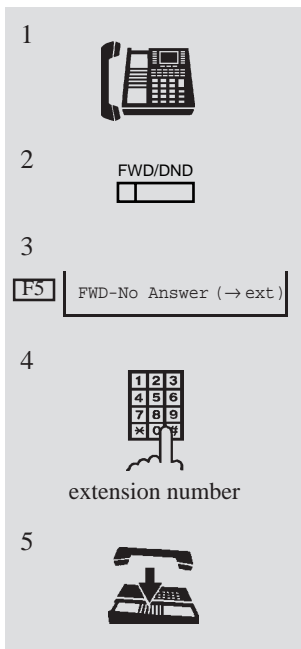 1
2
FWD/DND
3
F5 FWD-No Answer (→ext)
4
1 2 3
4 5 6
7 8 9
* 0 #
extension number
5